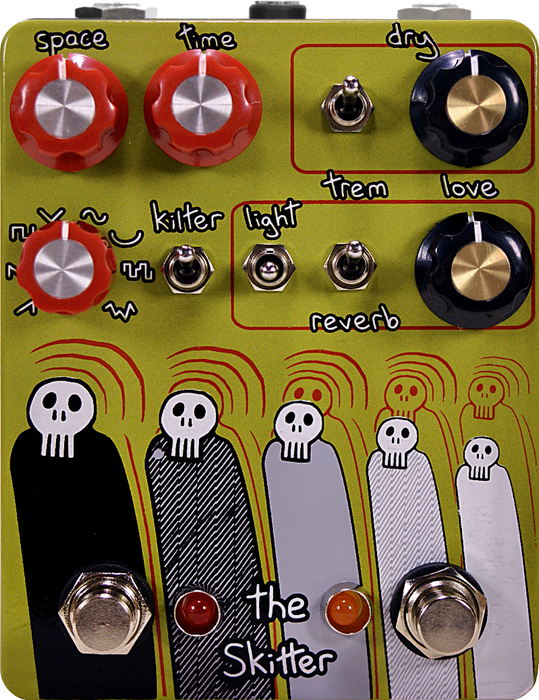 space time dry
trem love
kilter light
reverb
the
Skitter